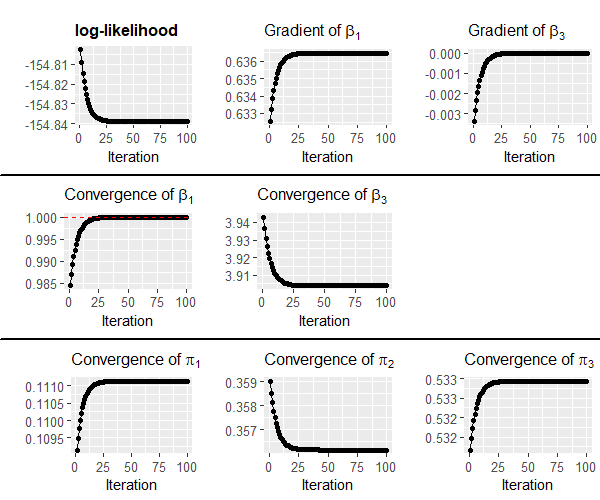 log-likelihood Gradient of β1 Gradient of β3
-154.81 0.636 0.000
-154.82 0.635 -0.001
-154.83 0.634 -0.002
-154.84 0.633 -0.003
0 25 50 75 100 0 25 50 75 100 0 25 50 75 100
Iteration Iteration Iteration
Convergence of β1 Convergence of β3
1.000 3.94
0.995 3.93
0.990 3.92
0.985 3.91
0 25 50 75 100 0 25 50 75 100
Iteration Iteration
Convergence of π1 Convergence of π2 Convergence of π3
0.1110 0.359 0.533
0.1105 0.358 0.533
0.1100 0.357 0.532
0.1095 0.532
0 25 50 75 100 0 25 50 75 100 0 25 50 75 100
Iteration Iteration Iteration